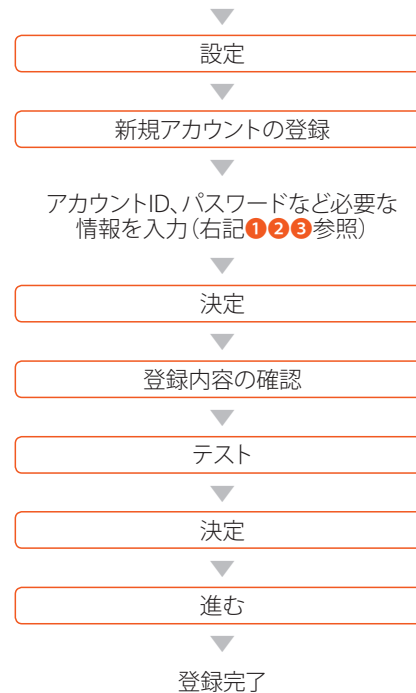 設定
新規アカウントの登録
アカウントID、パスワードなど必要な
情報を入力（右記❶❷❸参照）
決定
登録内容の確認
テスト
決定
進む
登録完了